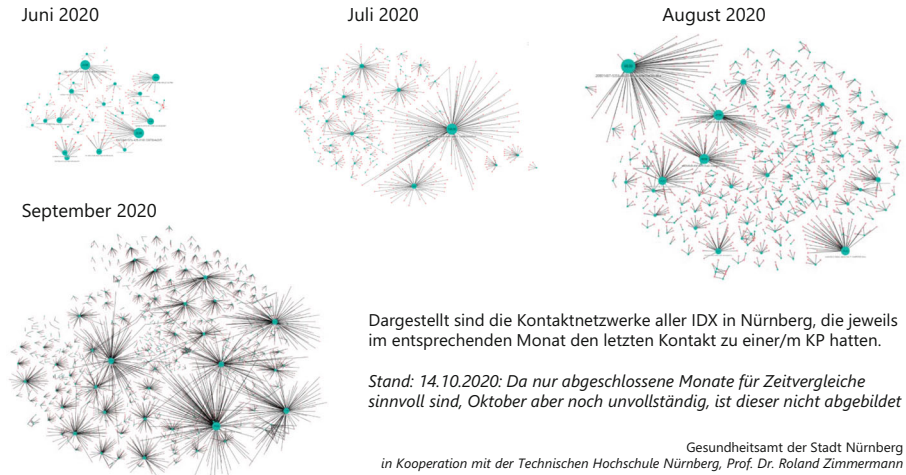 Juni 2020
Juli 2020
August 2020
September 2020
Dargestellt sind die Kontaktnetzwerke aller IDX in Nürnberg, die jeweils
im entsprechenden Monat den letzten Kontakt zu einer/m KP hatten.
Stand: 14.10.2020: Da nur abgeschlossene Monate für Zeitvergleiche
sinnvoll sind, Oktober aber noch unvollständig, ist dieser nicht abgebildet
Gesundheitsamt der Stadt Nürnberg
in Kooperation mit der Technischen Hochschule Nürnberg, Prof. Dr. Roland Zimmermann